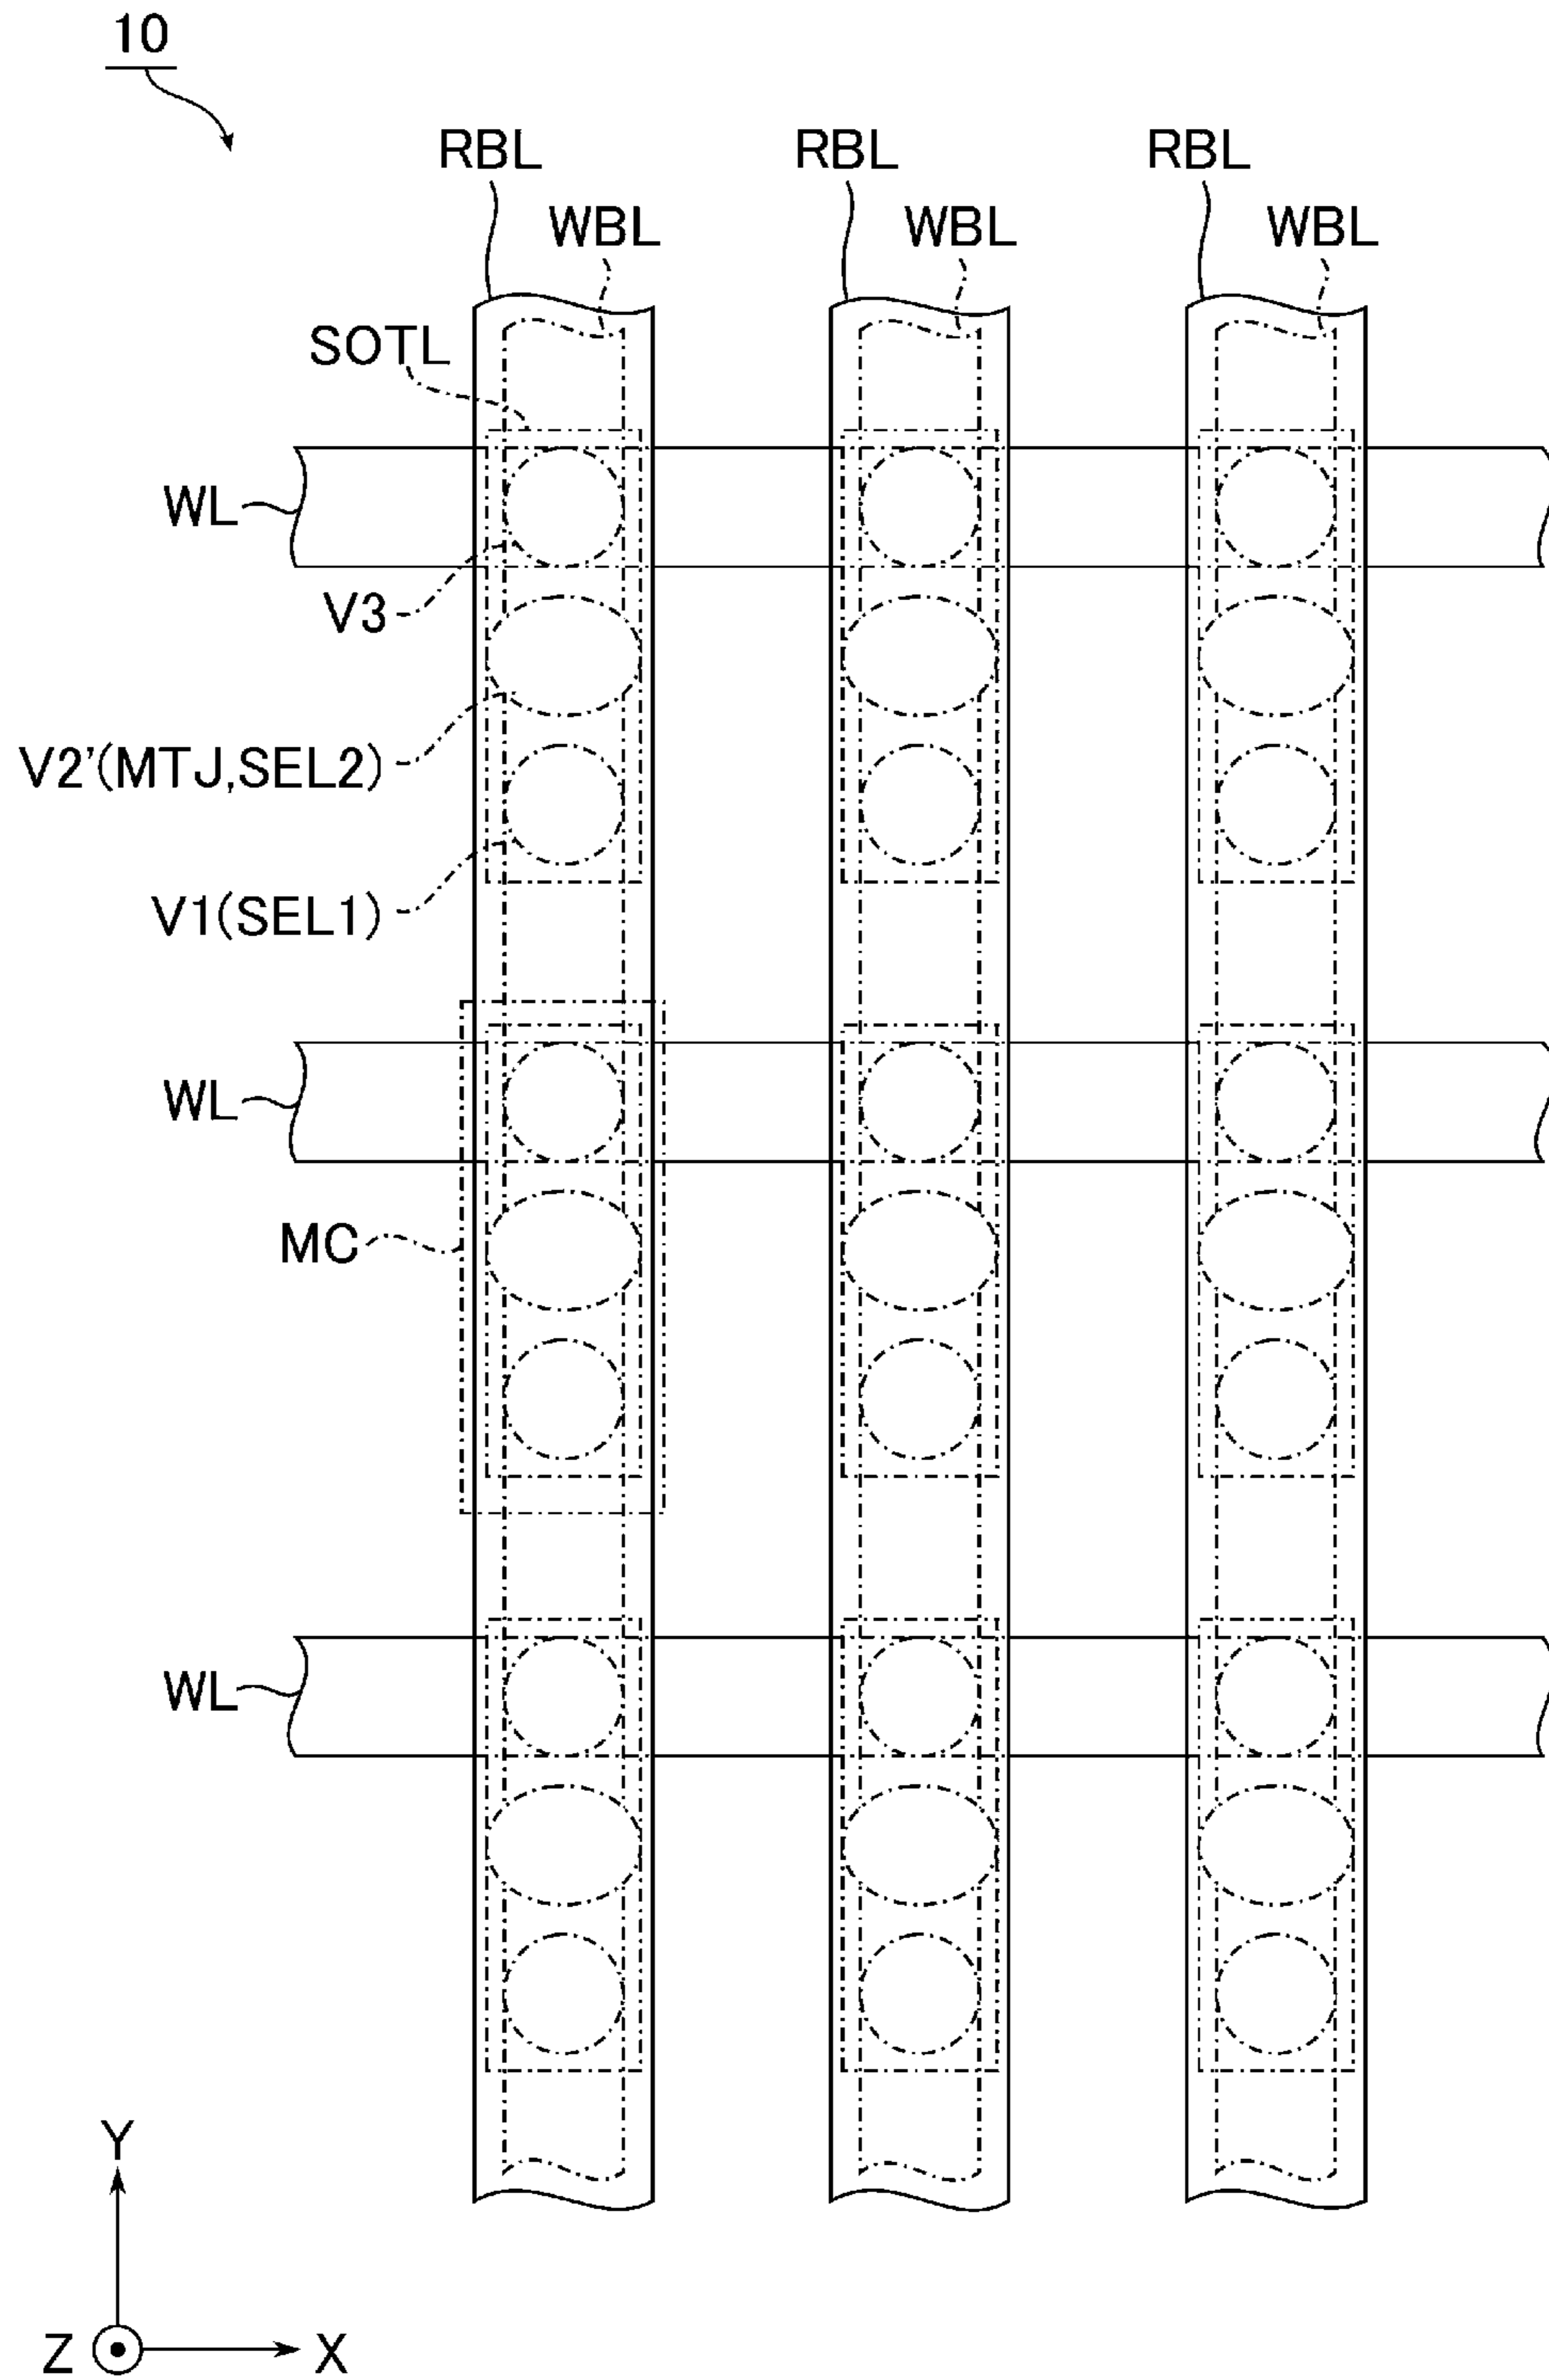 10
RBL RBL RBL
WBL WBL WBL
SOTL
WL
V3
V2'(MTJ,SEL2)
V1(SEL1)
WL
MC
WL
Y
Z X